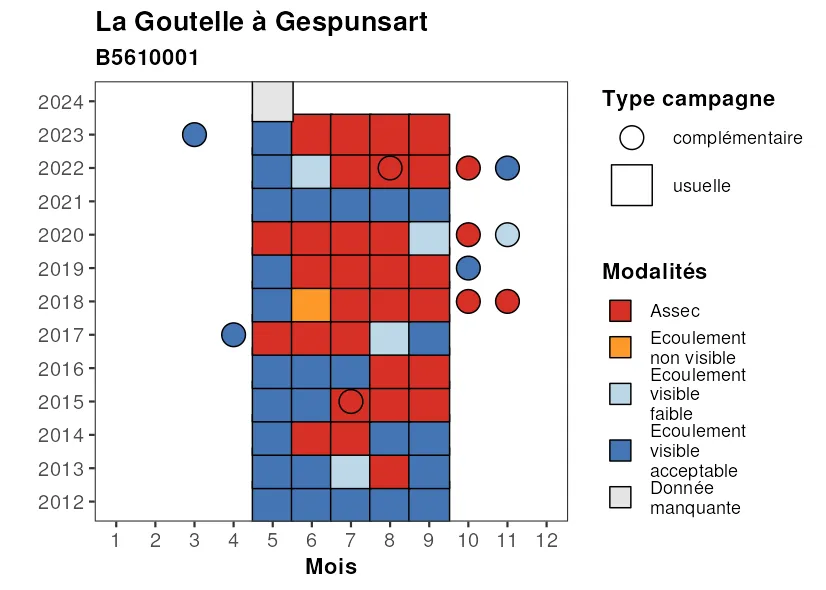 La Goutelle à Gespunsart
B5610001
2024
2023
2022
2021
2020
2019
2018
2017
2016
2015
2014
2013
2012
1 2 3 4 5 6 7 8 9 10 11 12
Mois
Type campagne
complémentaire
usuelle
Modalités
Assec
Ecoulement
non visible
Ecoulement
visible
faible
Ecoulement
visible
acceptable
Donnée
manquante